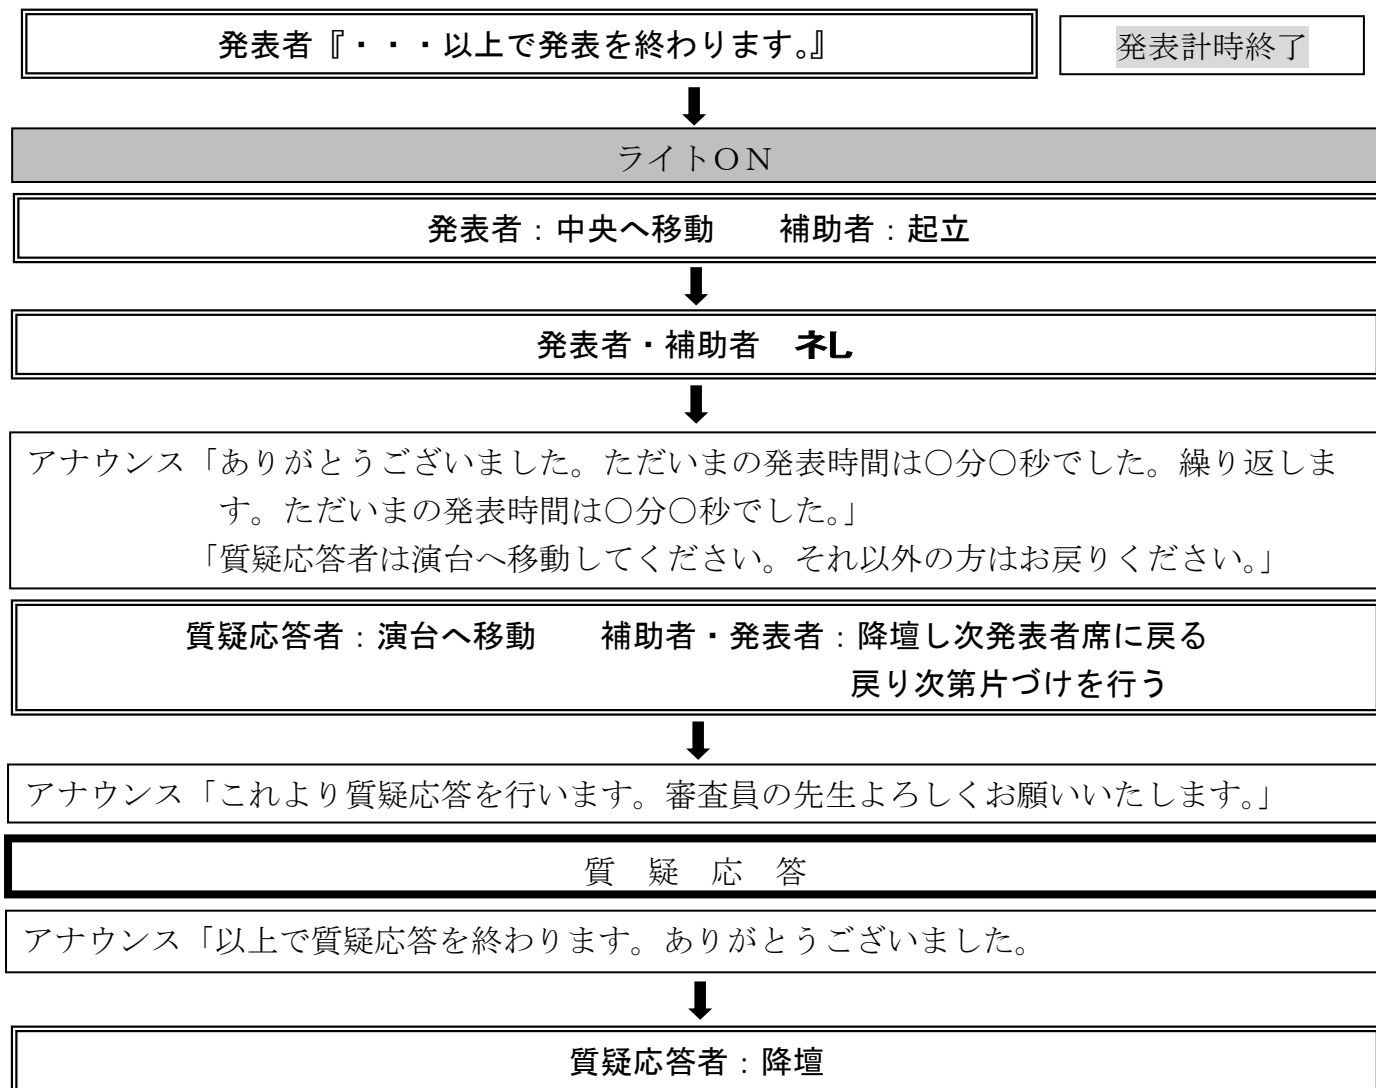 発表者『・・・以上で発表を終わります。』
発表計時終了
ライトON
発表者：中央へ移動　　補助者：起立
発表者・補助者　ネし
アナウンス「ありがとうございました。ただいまの発表時間は〇分〇秒でした。繰り返しま
す。ただいまの発表時間は〇分〇秒でした。」
「質疑応答者は演台へ移動してください。それ以外の方はお戻りください。」
質疑応答者：演台へ移動　　補助者・発表者：降壇し次発表者席に戻る
戻り次第片づけを行う
アナウンス「これより質疑応答を行います。審査員の先生よろしくお願いいたします。」
質　疑　応　答
アナウンス「以上で質疑応答を終わります。ありがとうございました。
質疑応答者：降壇